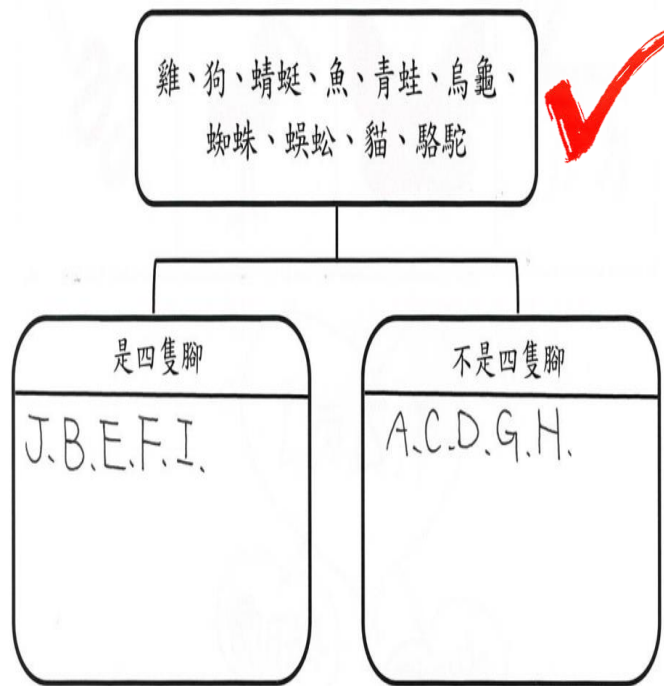 雞、狗、蜻蜓、魚、青蛙、烏龜、
蜘蛛、蜈蚣、貓、駱駝
是四隻腳
不是四隻腳
J.B.E.F.I.
A.C.D.G.H.